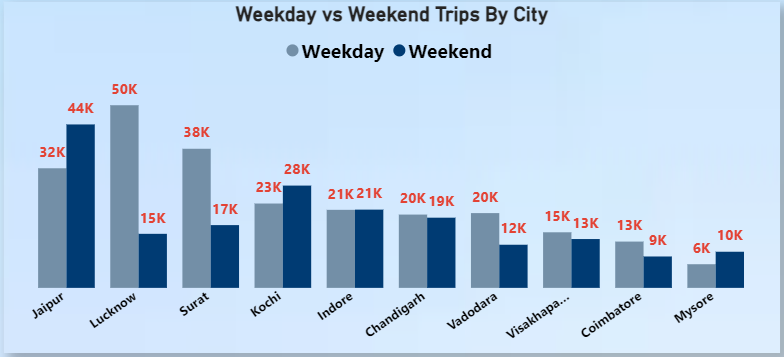 Weekday vs Weekend Trips By City
Weekday Weekend
50K
44K
38K
32K
28K
23K
21K 21K
20K 19K
20K
15K
17K
12K
15K
13K
13K
9K
6K
10K
Jaipur
Lucknow
Surat
Kochi
Indore
Chandigarh
Vadodara
Visakhapa...
Coimbatore
Mysore